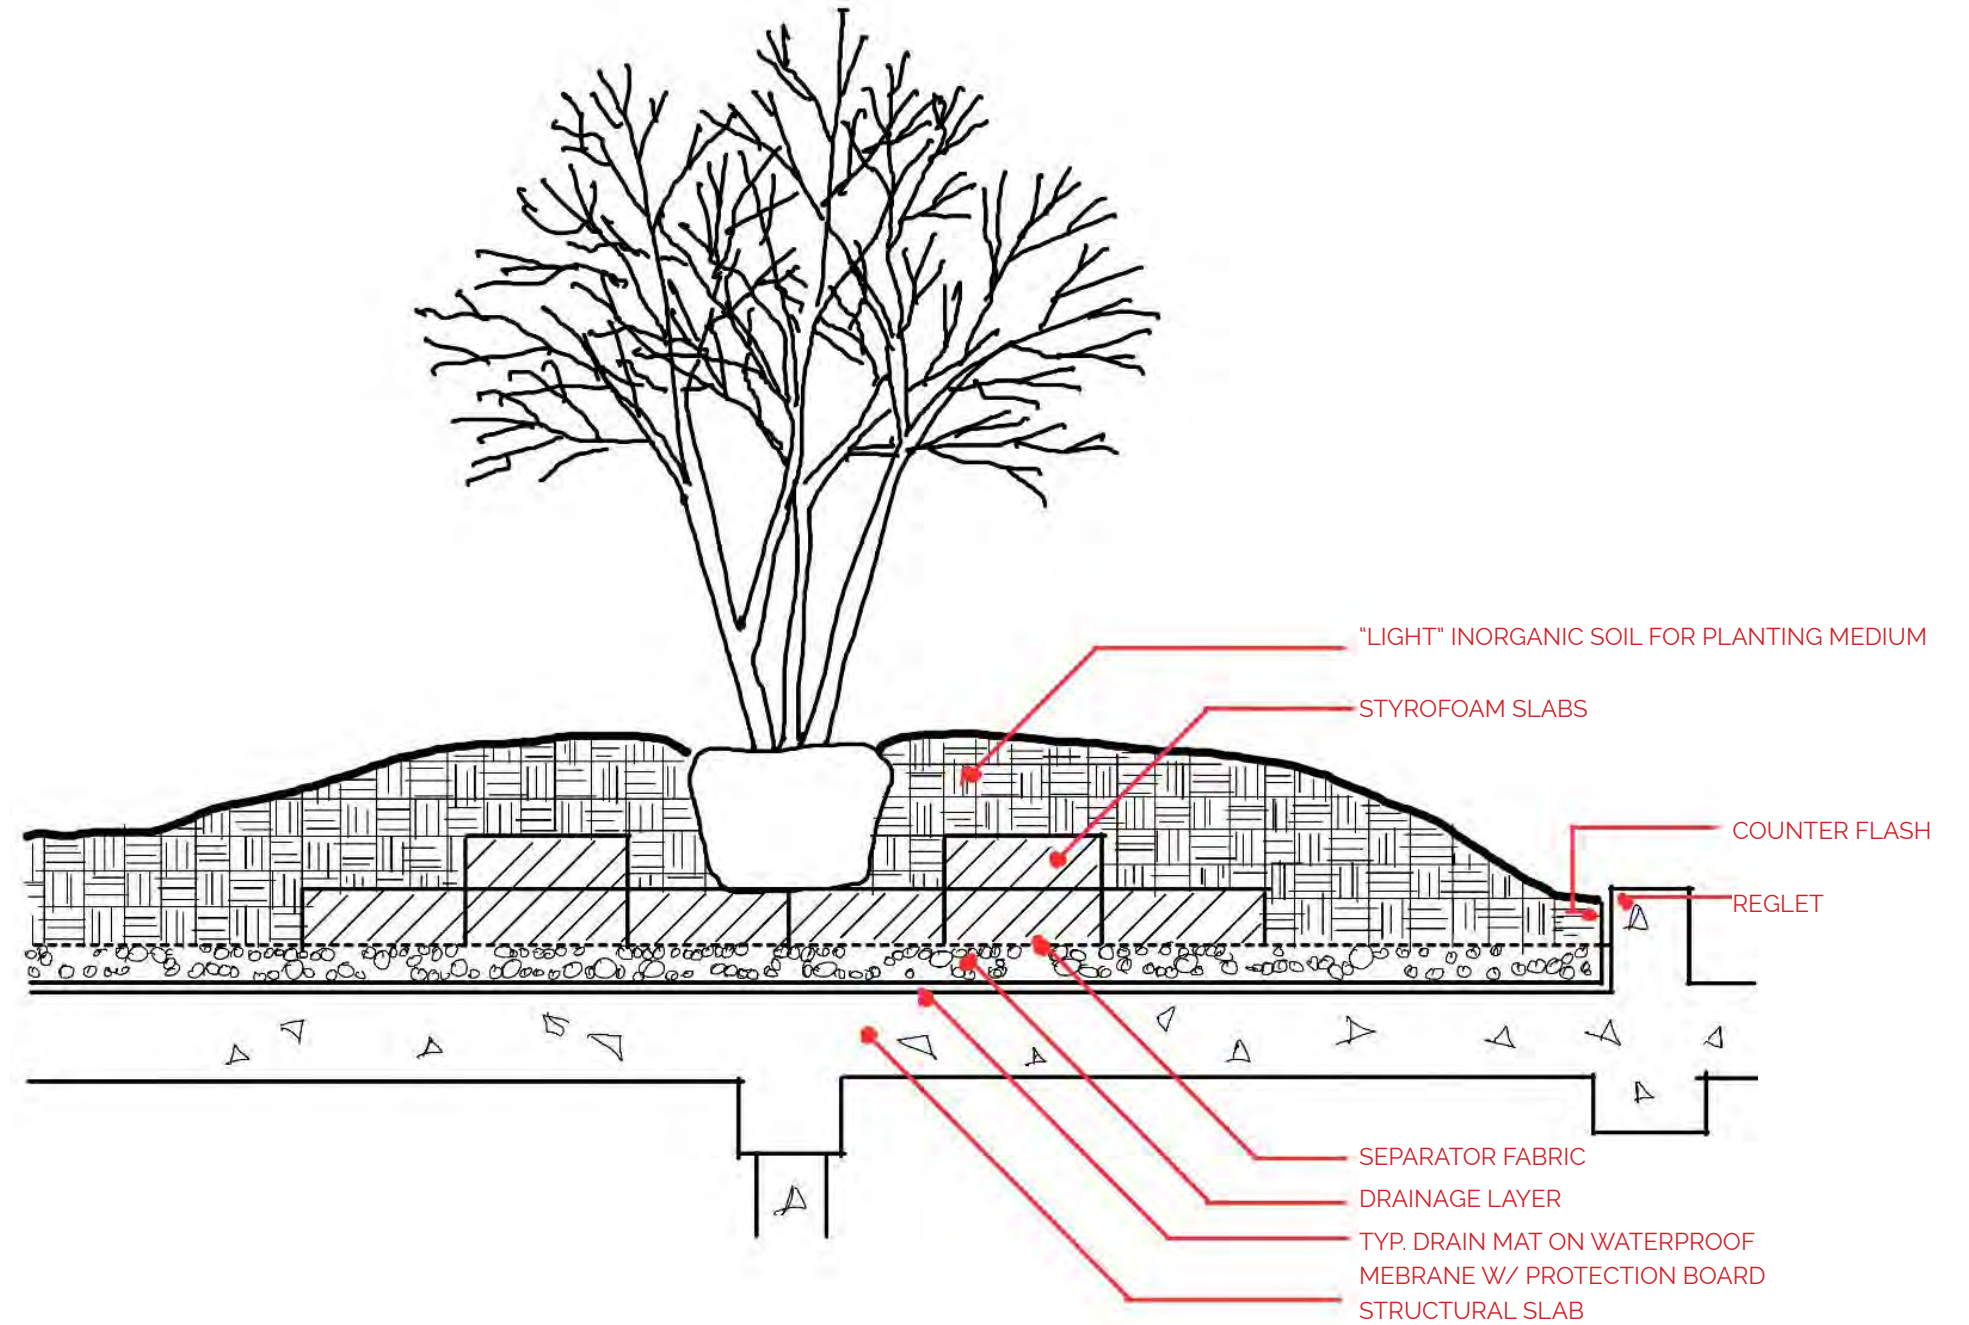 “LIGHT” INORGANIC SOIL FOR PLANTING MEDIUM
STYROFOAM SLABS
COUNTER FLASH
REGLET
SEPARATOR FABRIC
DRAINAGE LAYER
TYP. DRAIN MAT ON WATERPROOF
MEBRANE W/ PROTECTION BOARD
STRUCTURAL SLAB